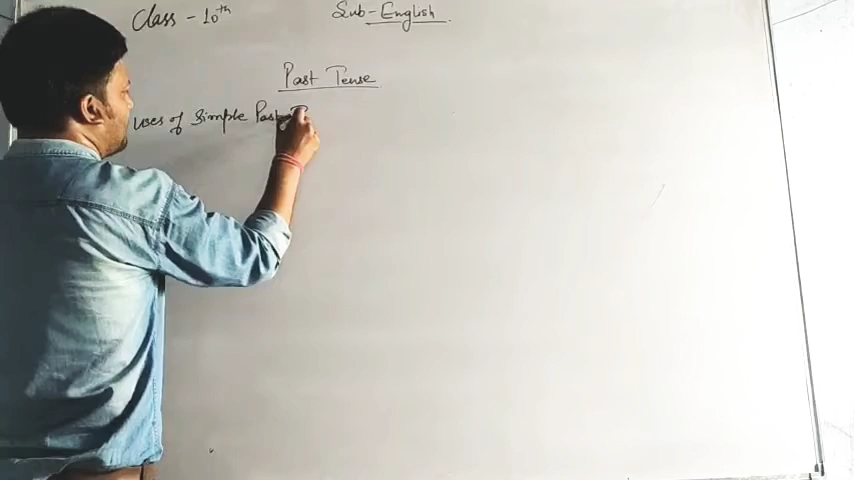 Class - 10th Sub - English.
Past Tense
uses of Simple Past T